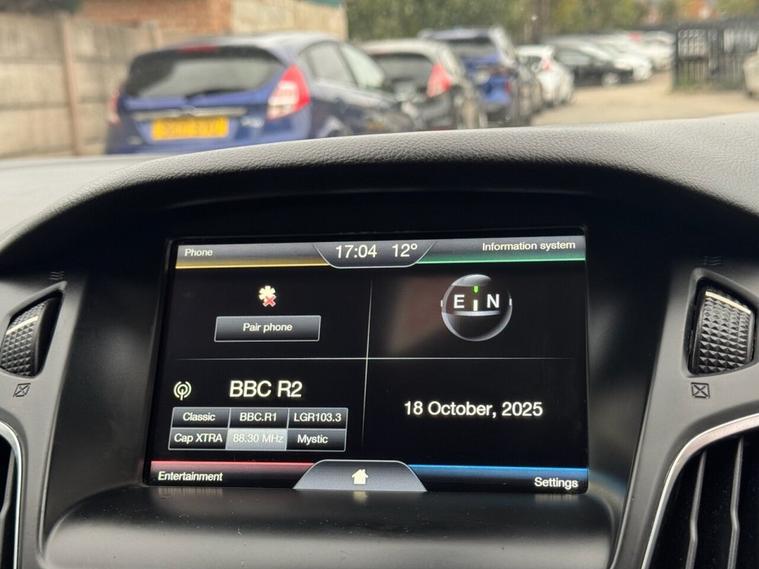 Phone
17:04 12°
Information system
E N
Pair phone
BBC R2
Classic BBC.R1 LGR103.3
Cap XTRA 88.30 MHz Mystic
18 October, 2025
Entertainment
Settings